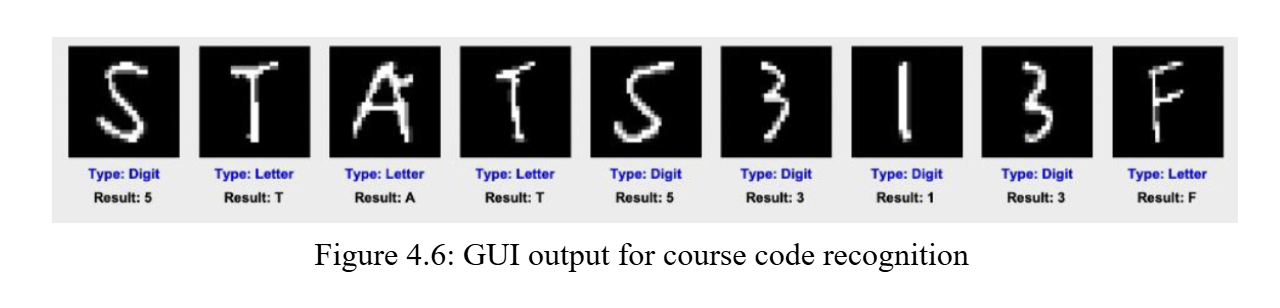 S T A T S 3 1 3 F
Type: Digit Type: Letter Type: Letter Type: Letter Type: Digit Type: Digit Type: Digit Type: Digit Type: Letter
Result: 5 Result: T Result: A Result: T Result: 5 Result: 3 Result: 1 Result: 3 Result: F
Figure 4.6: GUI output for course code recognition